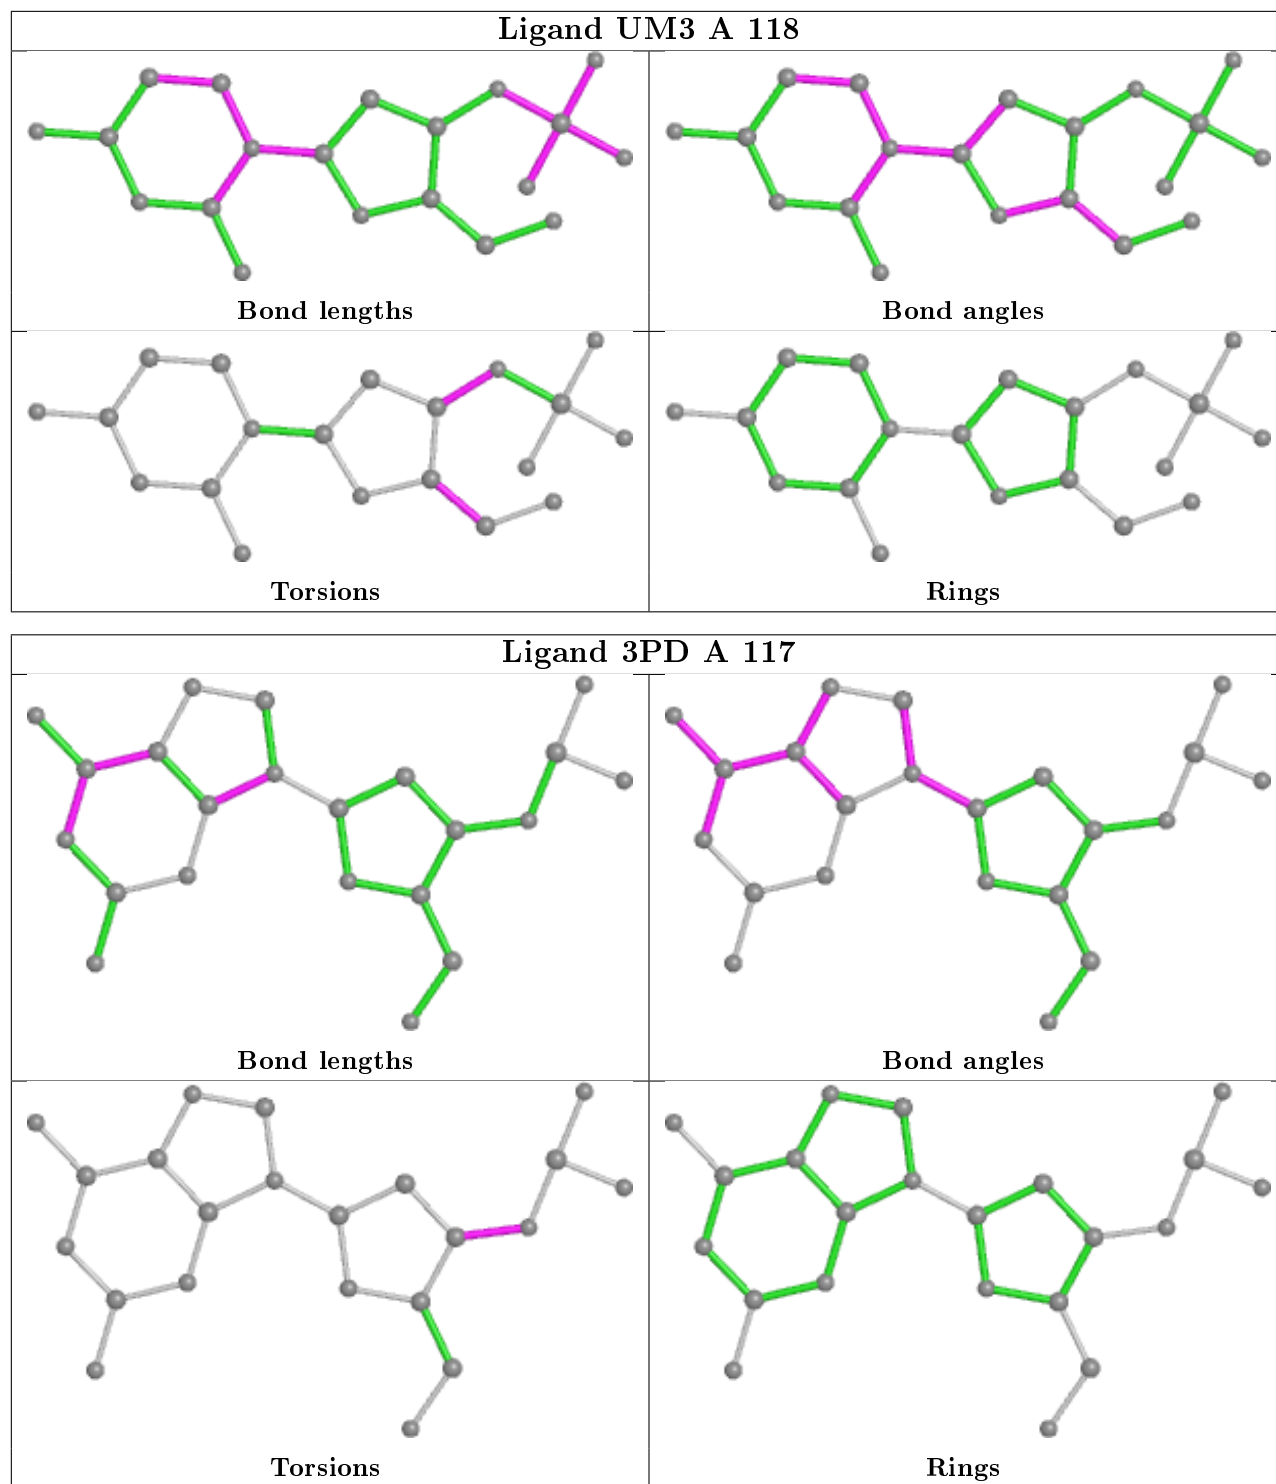 Ligand UM3 A 118
Bond lengths
Bond angles
Torsions
Rings
Ligand 3PD A 117
Bond lengths
Bond angles
Torsions
Rings